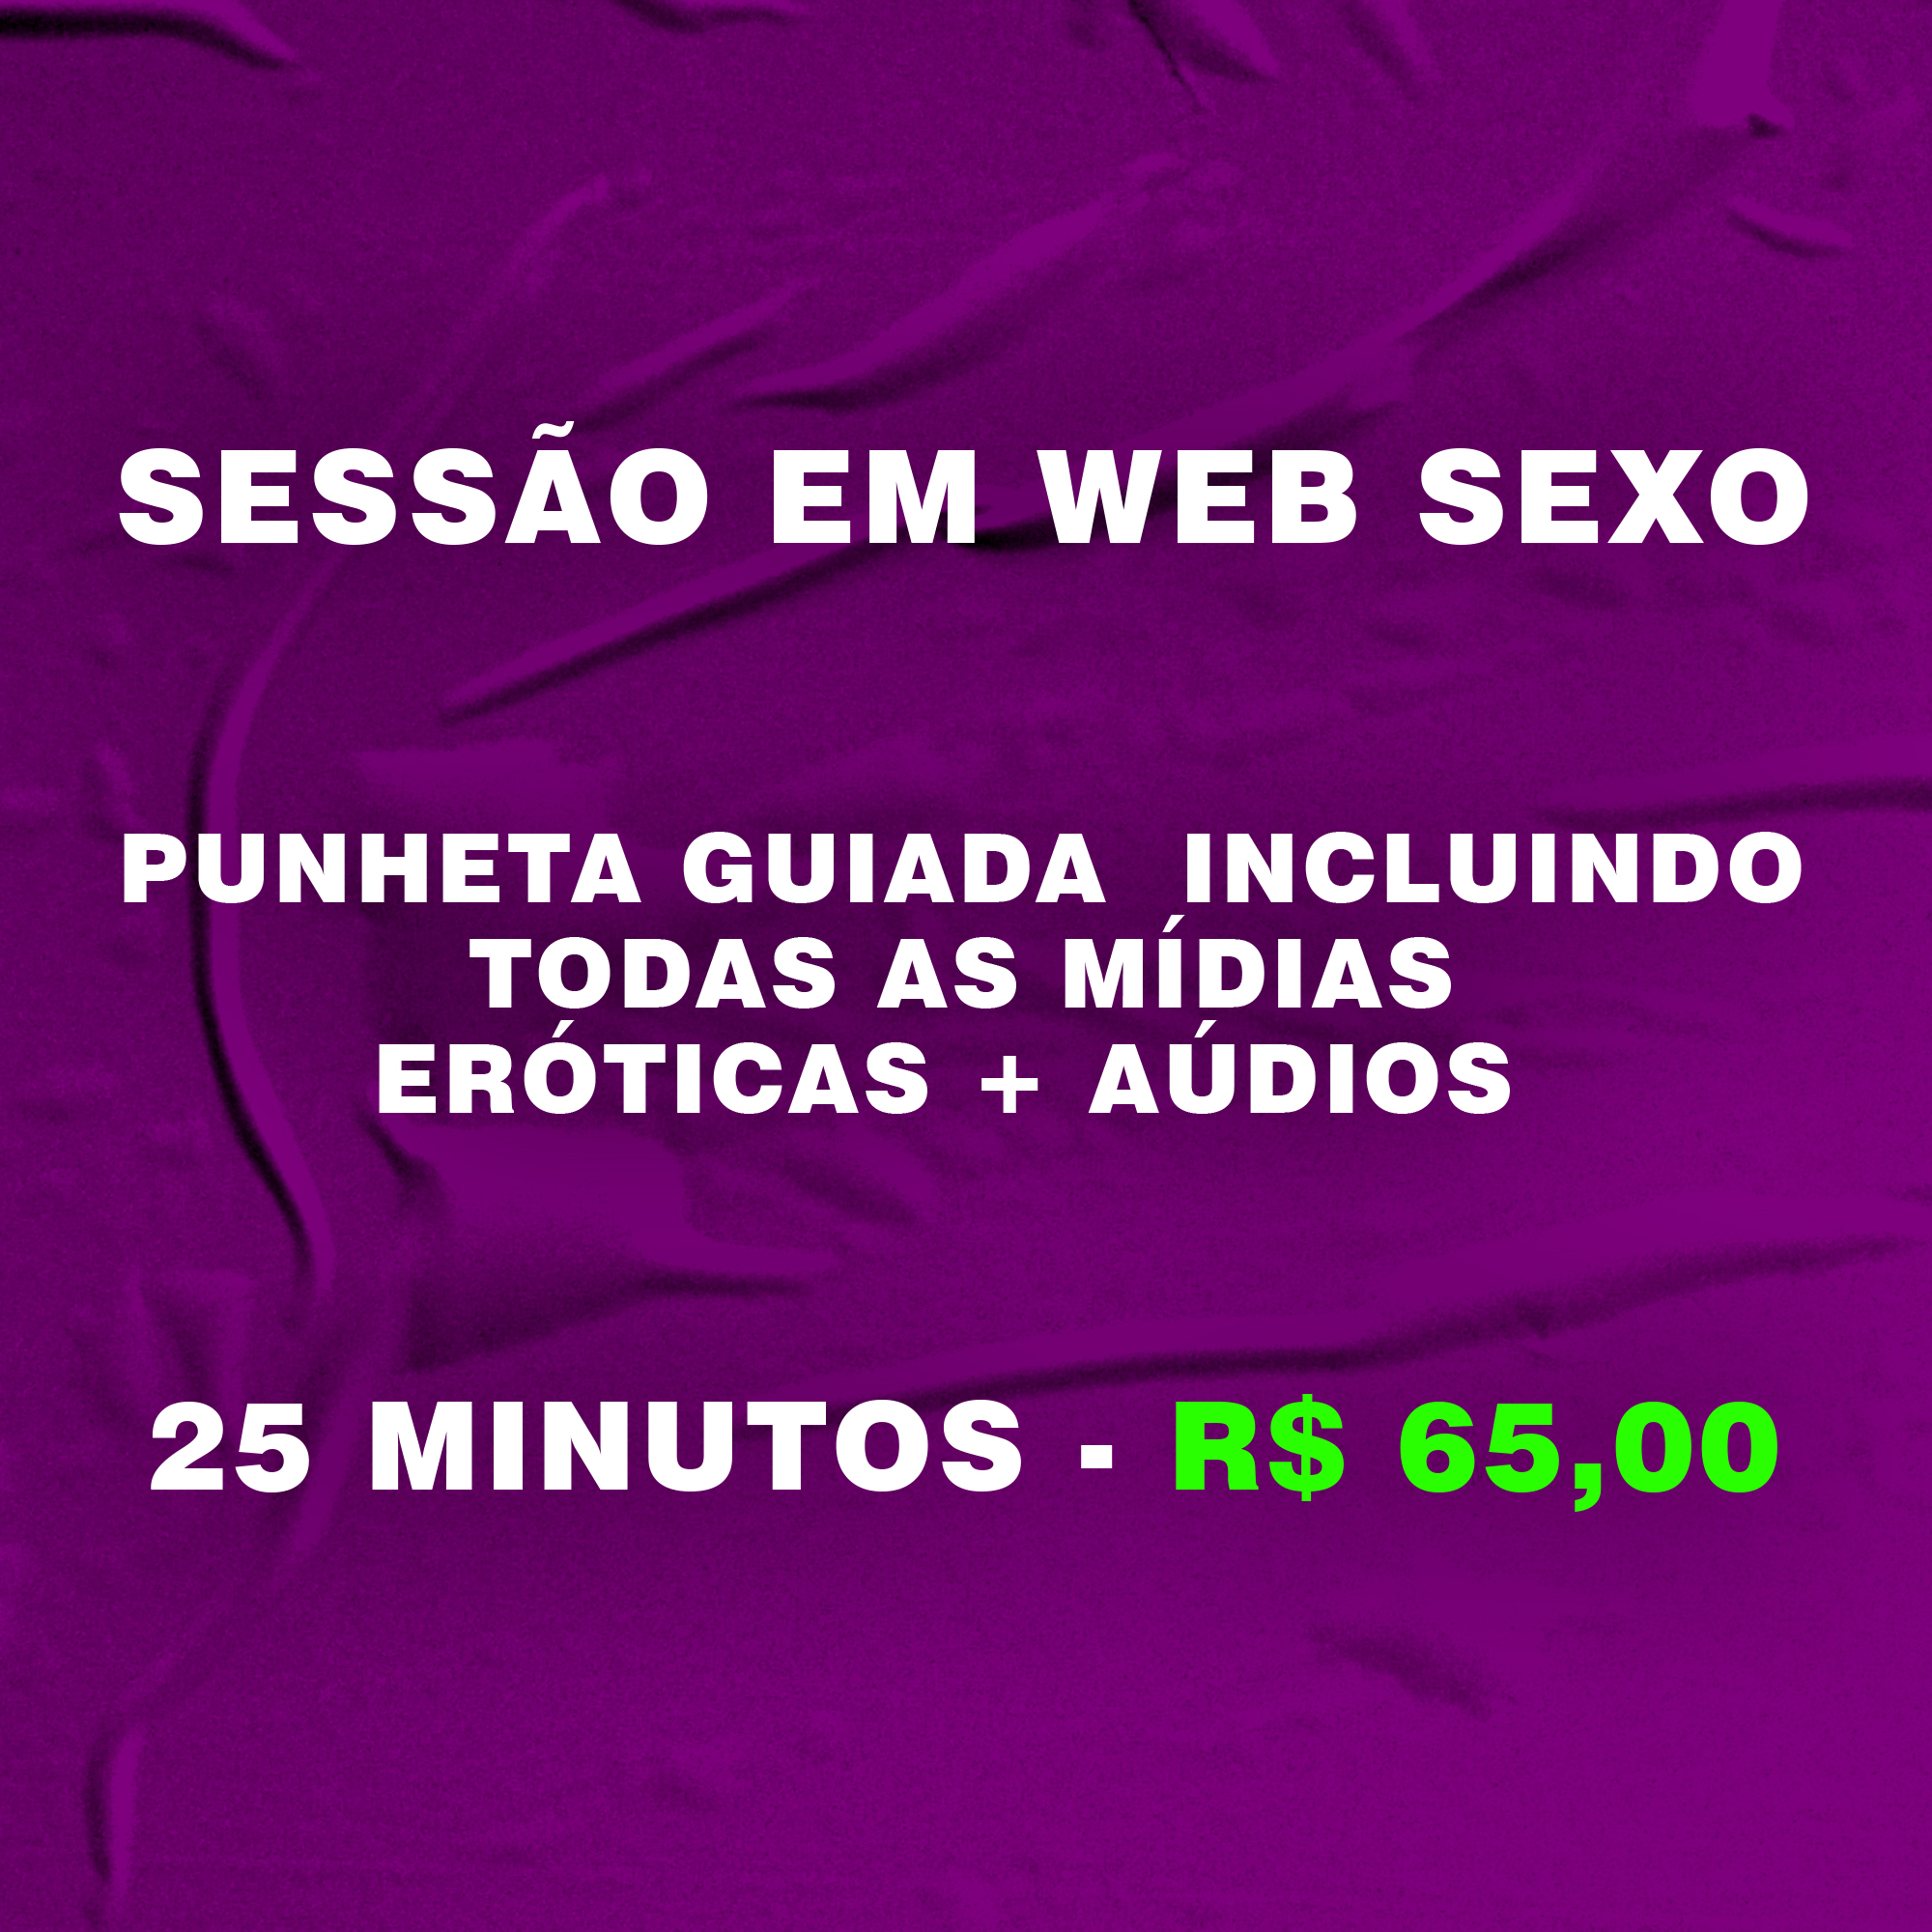 SESSÃO EM WEB SEXO
PUNHETA GUIADA INCLUINDO
TODAS AS MÍDIAS
ERÓTICAS + AÚDIOS
25 MINUTOS - R$ 65,00